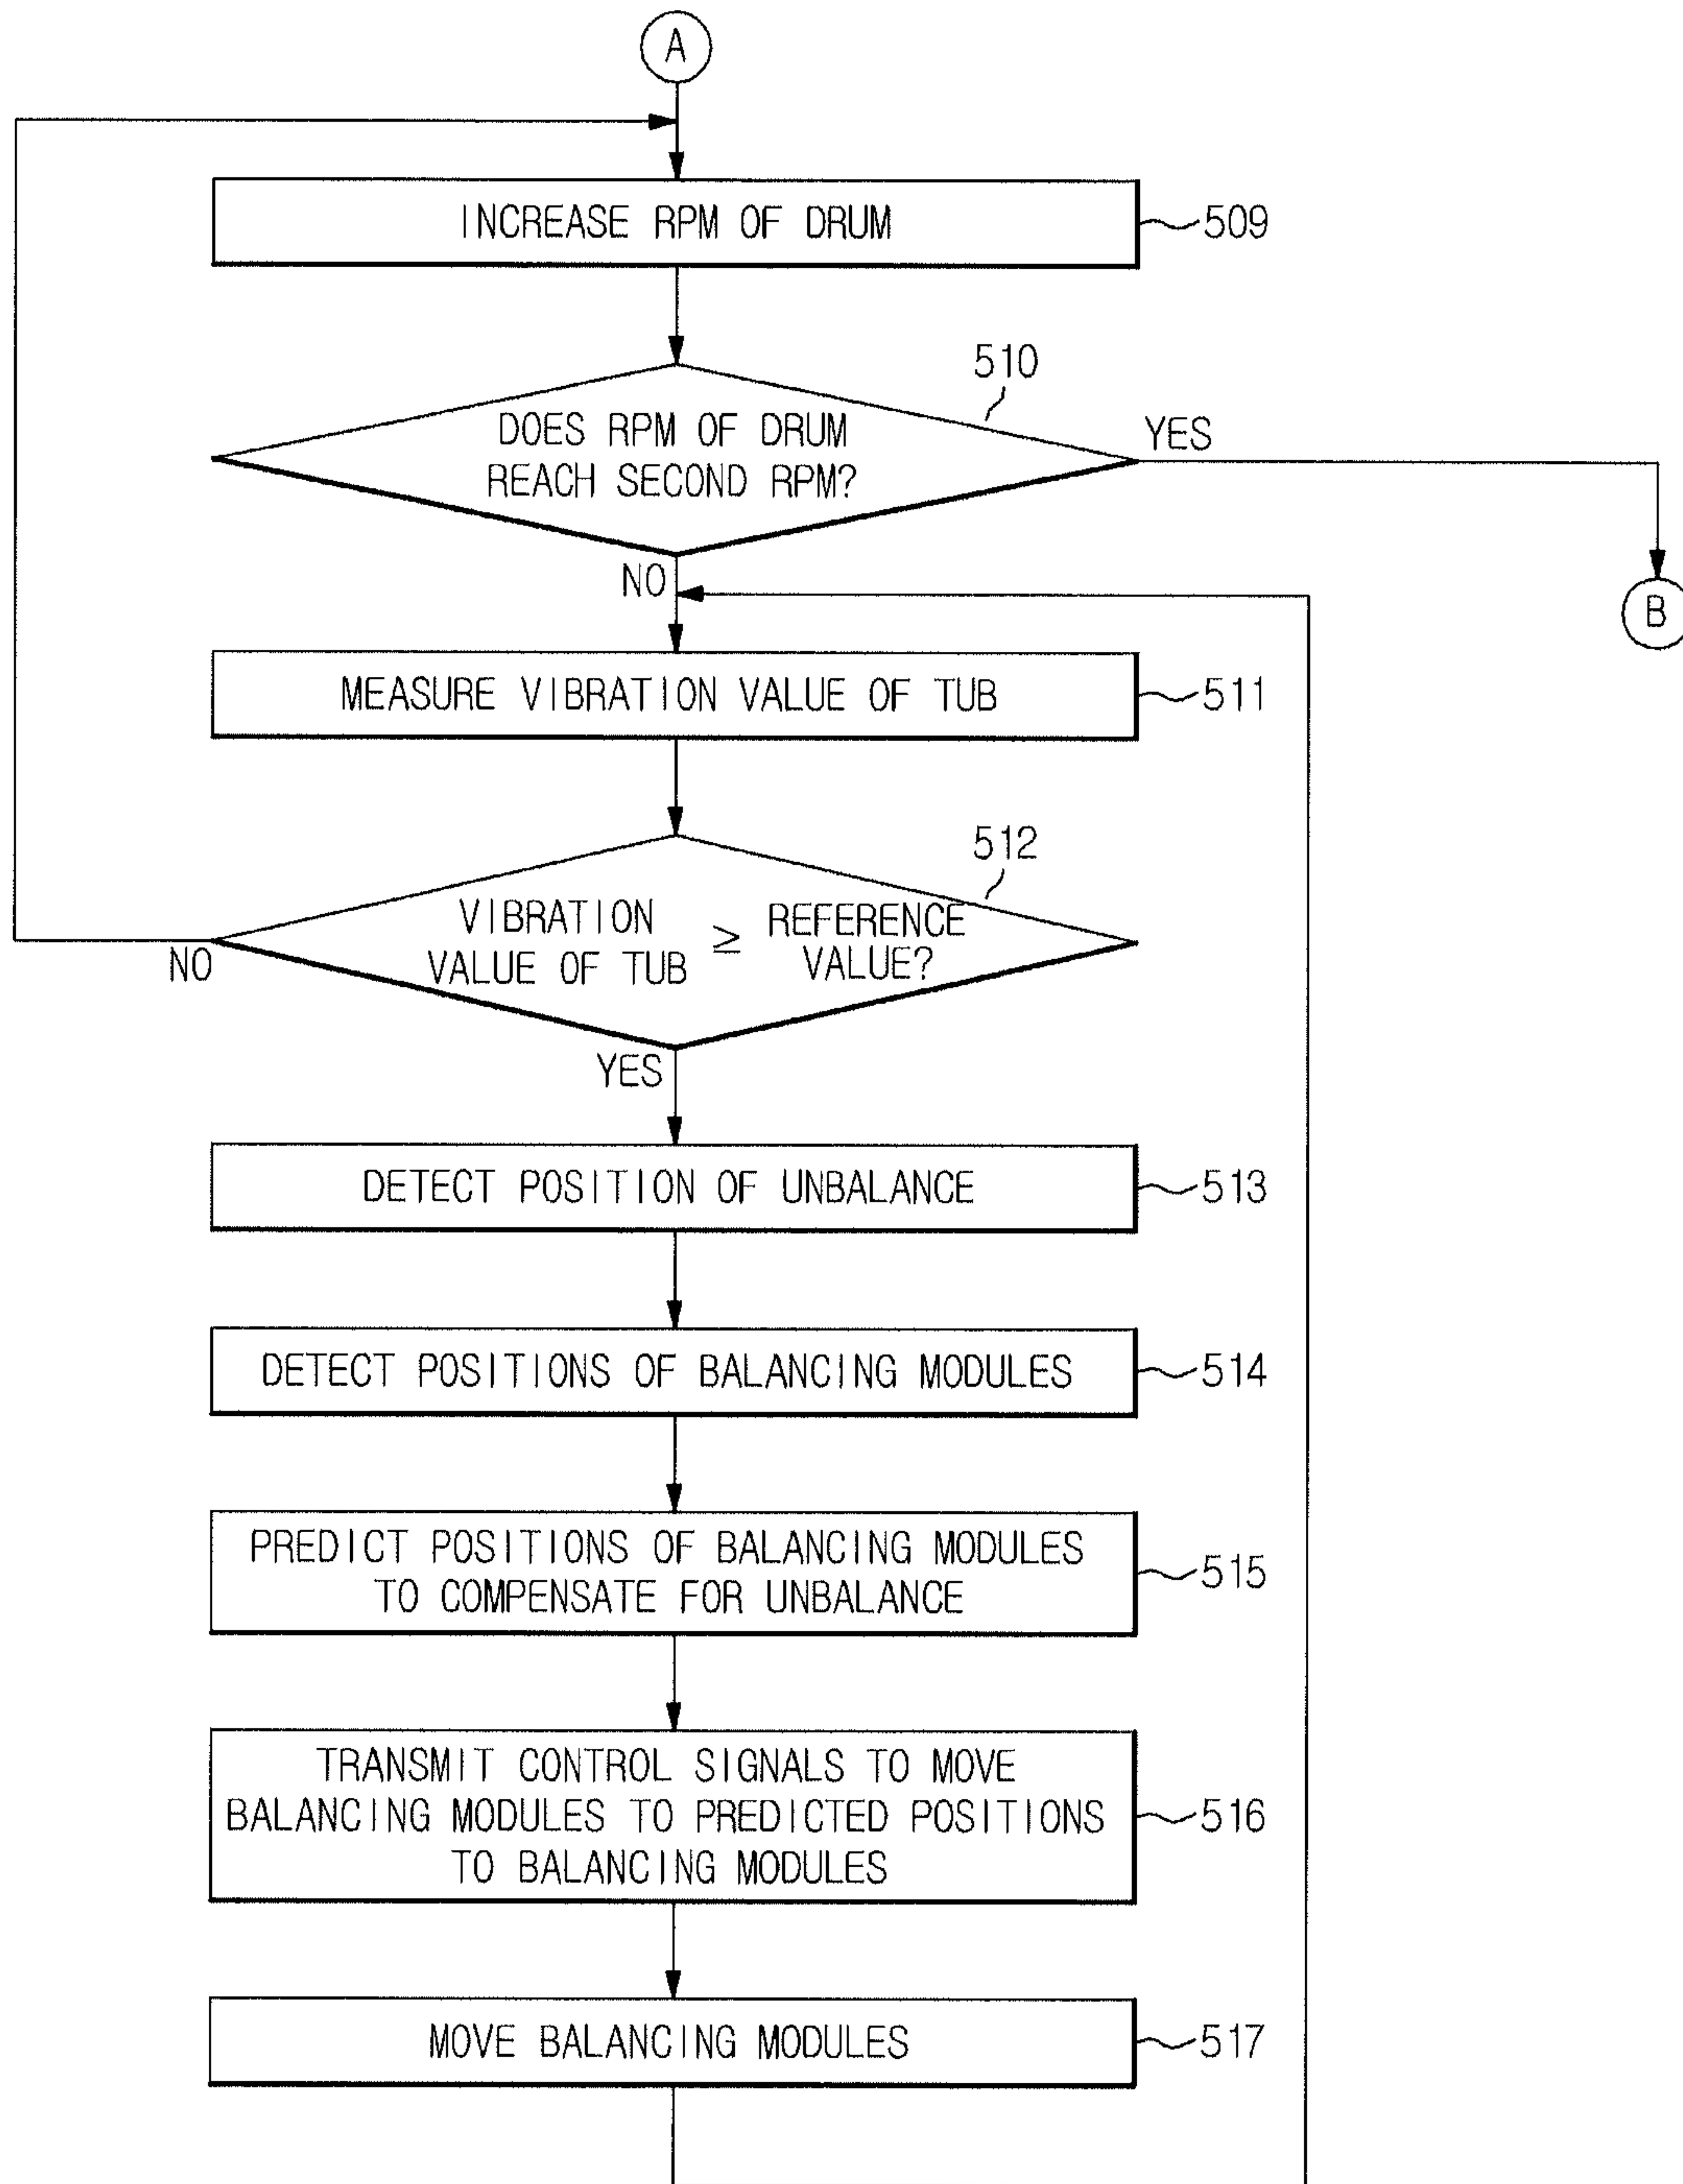 A
INCREASE RPM OF DRUM
509
510
DOES RPM OF DRUM
REACH SECOND RPM?
YES
NO
B
MEASURE VIBRATION VALUE OF TUB
511
512
VIBRATION
VALUE OF TUB
≥
REFERENCE
VALUE?
NO
YES
DETECT POSITION OF UNBALANCE
513
DETECT POSITIONS OF BALANCING MODULES
514
PREDICT POSITIONS OF BALANCING MODULES
TO COMPENSATE FOR UNBALANCE
515
TRANSMIT CONTROL SIGNALS TO MOVE
BALANCING MODULES TO PREDICTED POSITIONS
TO BALANCING MODULES
516
MOVE BALANCING MODULES
517